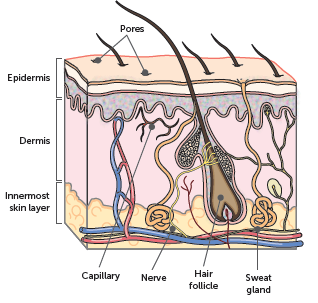 Pores
Epidermis
Dermis
Innermost
skin layer
Capillary
Nerve
Hair
follicle
Sweat
gland